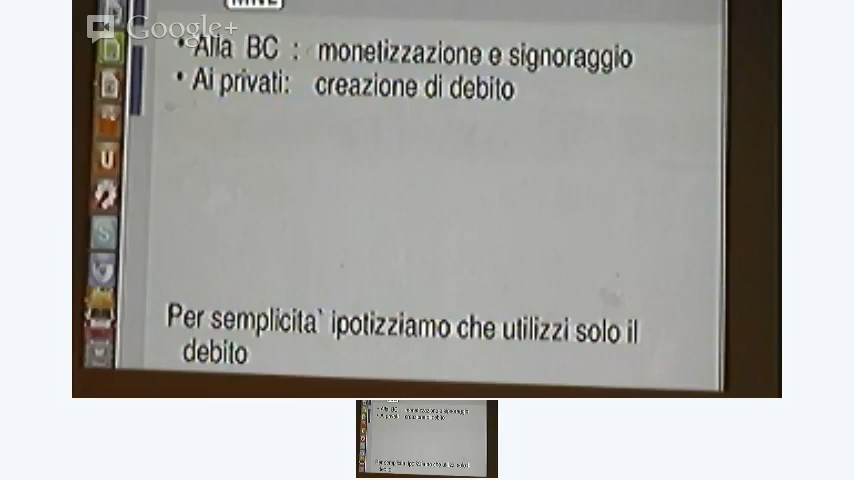 Google+
• Alla BC : monetizzazione e signoraggio
• Ai privati: creazione di debito
Per semplicita` ipotizziamo che utilizzi solo il
debito